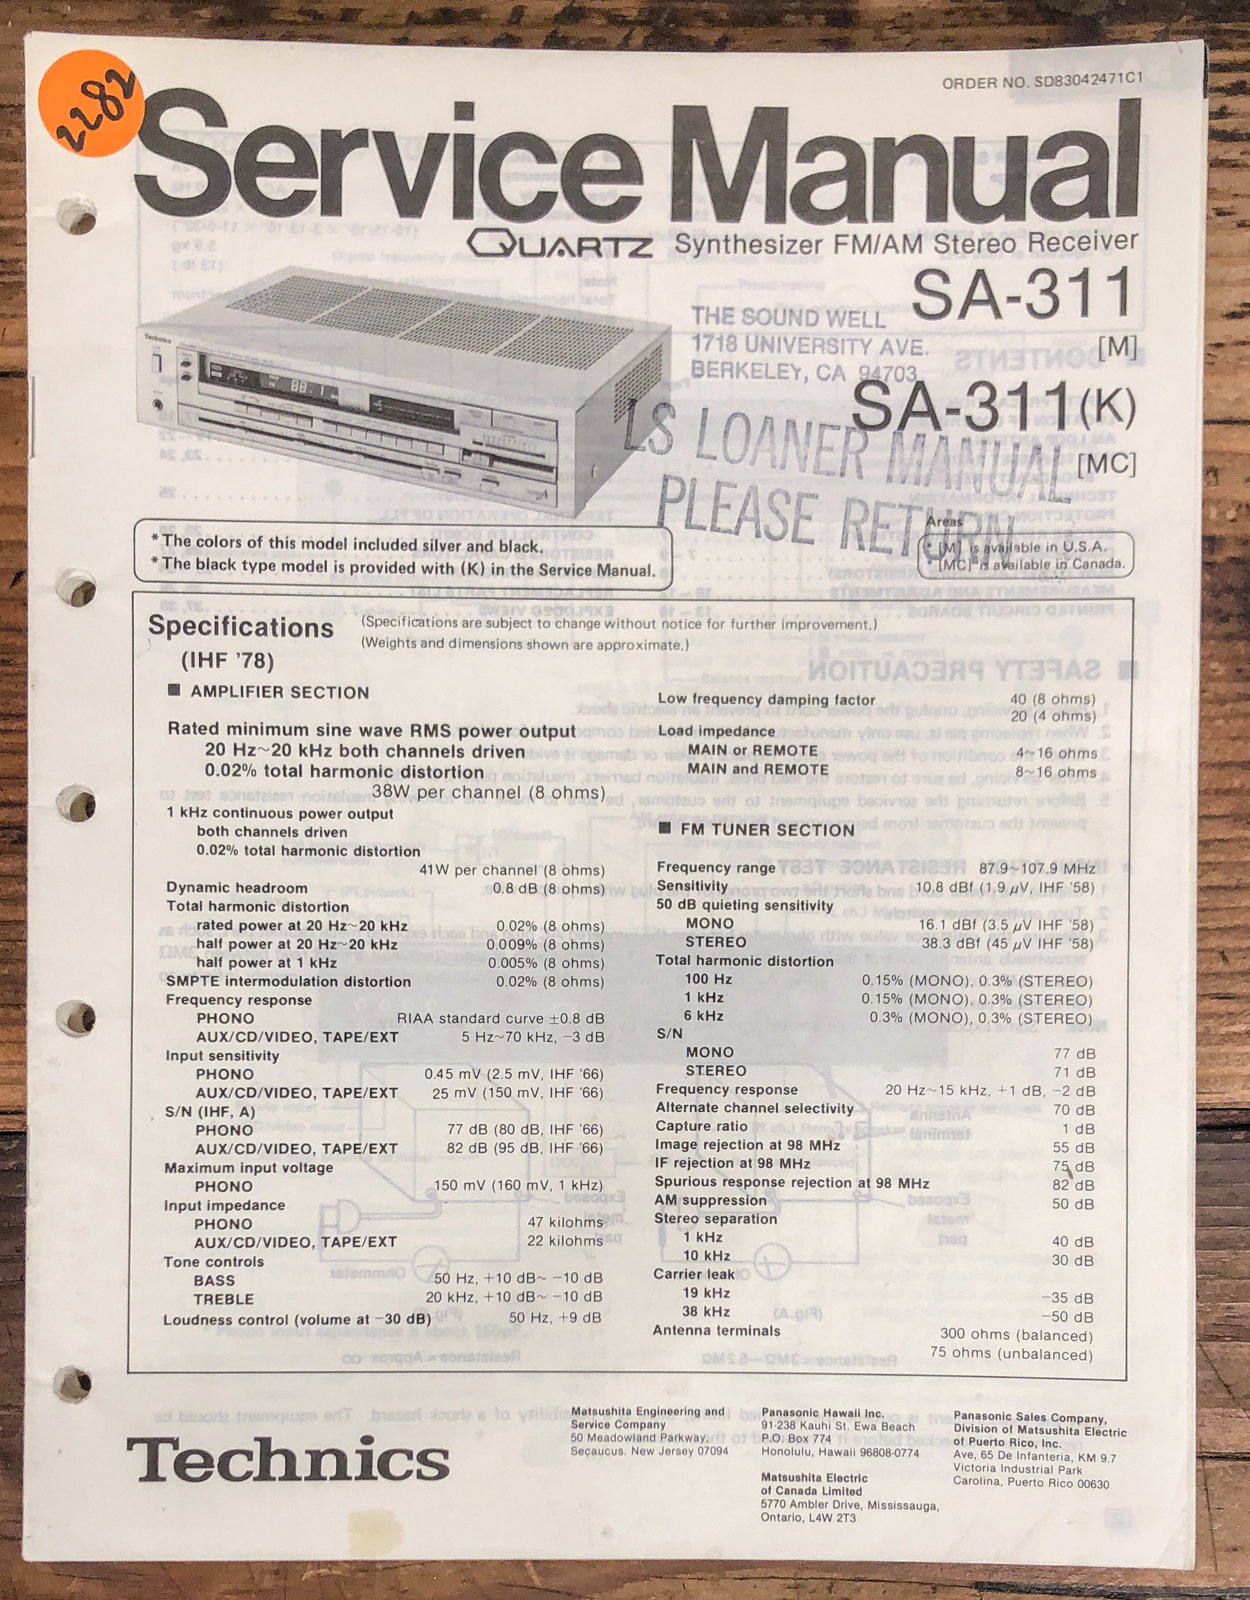 2282
ORDER NO. SD83042471C1
Service Manual
QUARTZ Synthesizer FM/AM Stereo Receiver
SA-311
[M]
SA-311(K)
[MC]
THE SOUND WELL
1718 UNIVERSITY AVE.
BERKELEY, CA 94703
LS LOANER MANUAL
PLEASE RETURN
Technics
88.1
* The colors of this model included silver and black.
* The black type model is provided with (K) in the Service Manual.
Areas
* [M] is available in U.S.A.
* [MC] is available in Canada.
Specifications (Specifications are subject to change without notice for further improvement.)
(Weights and dimensions shown are approximate.)
(IHF '78)
■ AMPLIFIER SECTION
Rated minimum sine wave RMS power output
20 Hz~20 kHz both channels driven
0.02% total harmonic distortion
38W per channel (8 ohms)
1 kHz continuous power output
both channels driven
0.02% total harmonic distortion
41W per channel (8 ohms)
Dynamic headroom 0.8 dB (8 ohms)
Total harmonic distortion
rated power at 20 Hz~20 kHz 0.02% (8 ohms)
half power at 20 Hz~20 kHz 0.009% (8 ohms)
half power at 1 kHz 0.005% (8 ohms)
SMPTE intermodulation distortion 0.02% (8 ohms)
Frequency response
PHONO RIAA standard curve ±0.8 dB
AUX/CD/VIDEO, TAPE/EXT 5 Hz~70 kHz, −3 dB
Input sensitivity
PHONO 0.45 mV (2.5 mV, IHF '66)
AUX/CD/VIDEO, TAPE/EXT 25 mV (150 mV, IHF '66)
S/N (IHF, A)
PHONO 77 dB (80 dB, IHF '66)
AUX/CD/VIDEO, TAPE/EXT 82 dB (95 dB, IHF '66)
Maximum input voltage
PHONO 150 mV (160 mV, 1 kHz)
Input impedance
PHONO 47 kilohms
AUX/CD/VIDEO, TAPE/EXT 22 kilohms
Tone controls
BASS 50 Hz, +10 dB~ −10 dB
TREBLE 20 kHz, +10 dB~ −10 dB
Loudness control (volume at −30 dB) 50 Hz, +9 dB
Low frequency damping factor 40 (8 ohms)
20 (4 ohms)
Load impedance
MAIN or REMOTE 4~16 ohms
MAIN and REMOTE 8~16 ohms
■ FM TUNER SECTION
Frequency range 87.9~107.9 MHz
Sensitivity 10.8 dBf (1.9 µV, IHF '58)
50 dB quieting sensitivity
MONO 16.1 dBf (3.5 µV IHF '58)
STEREO 38.3 dBf (45 µV IHF '58)
Total harmonic distortion
100 Hz 0.15% (MONO), 0.3% (STEREO)
1 kHz 0.15% (MONO), 0.3% (STEREO)
6 kHz 0.3% (MONO), 0.3% (STEREO)
S/N
MONO 77 dB
STEREO 71 dB
Frequency response 20 Hz~15 kHz, +1 dB, −2 dB
Alternate channel selectivity 70 dB
Capture ratio 1 dB
Image rejection at 98 MHz 55 dB
IF rejection at 98 MHz 75 dB
Spurious response rejection at 98 MHz 82 dB
AM suppression 50 dB
Stereo separation
1 kHz 40 dB
10 kHz 30 dB
Carrier leak
19 kHz −35 dB
38 kHz −50 dB
Antenna terminals 300 ohms (balanced)
75 ohms (unbalanced)
Technics
Matsushita Engineering and
Service Company
50 Meadowland Parkway,
Secaucus. New Jersey 07094
Panasonic Hawaii Inc.
91-238 Kauhi St. Ewa Beach
P.O. Box 774
Honolulu, Hawaii 96808-0774
Matsushita Electric
of Canada Limited
5770 Ambler Drive, Mississauga,
Ontario, L4W 2T3
Panasonic Sales Company,
Division of Matsushita Electric
of Puerto Rico, Inc.
Ave, 65 De Infanteria, KM 9.7
Victoria Industrial Park
Carolina, Puerto Rico 00630